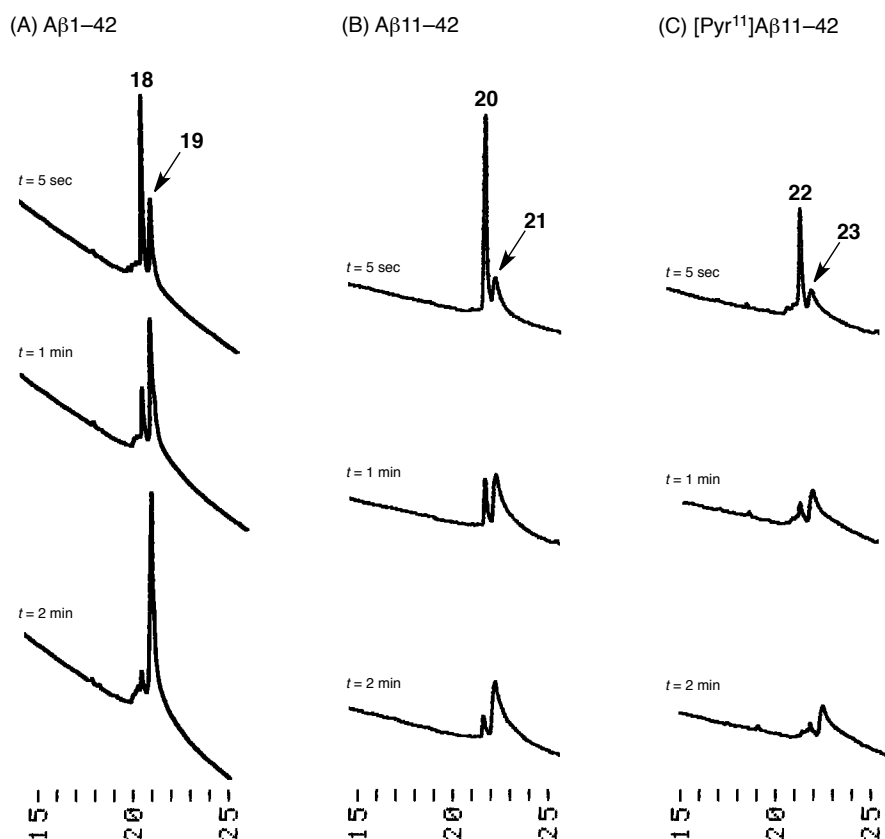 (A) Aβ1–42
(B) Aβ11–42
(C) [Pyr¹¹]Aβ11–42
18
19
t = 5 sec
20
21
t = 5 sec
22
23
t = 5 sec
t = 1 min
t = 1 min
t = 1 min
t = 2 min
t = 2 min
t = 2 min
15 20 25
15 20 25
15 20 25